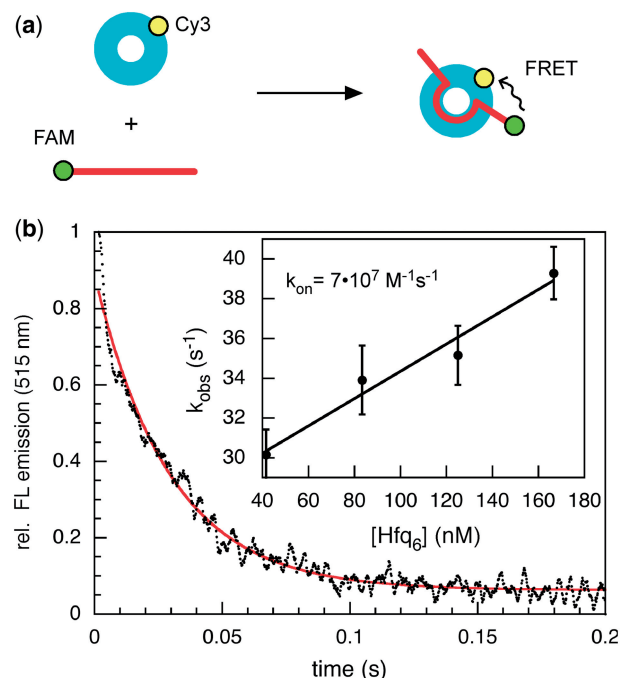 (a)
Cy3
FRET
+
FAM
(b)
1
0.8
0.6
0.4
0.2
0
rel. FL emission (515 nm)
0
0.05
0.1
0.15
0.2
time (s)
kon= 7•10⁷ M⁻¹s⁻¹
40
38
36
34
32
30
kobs (s⁻¹)
40
60
80
100
120
140
160
180
[Hfq₆] (nM)